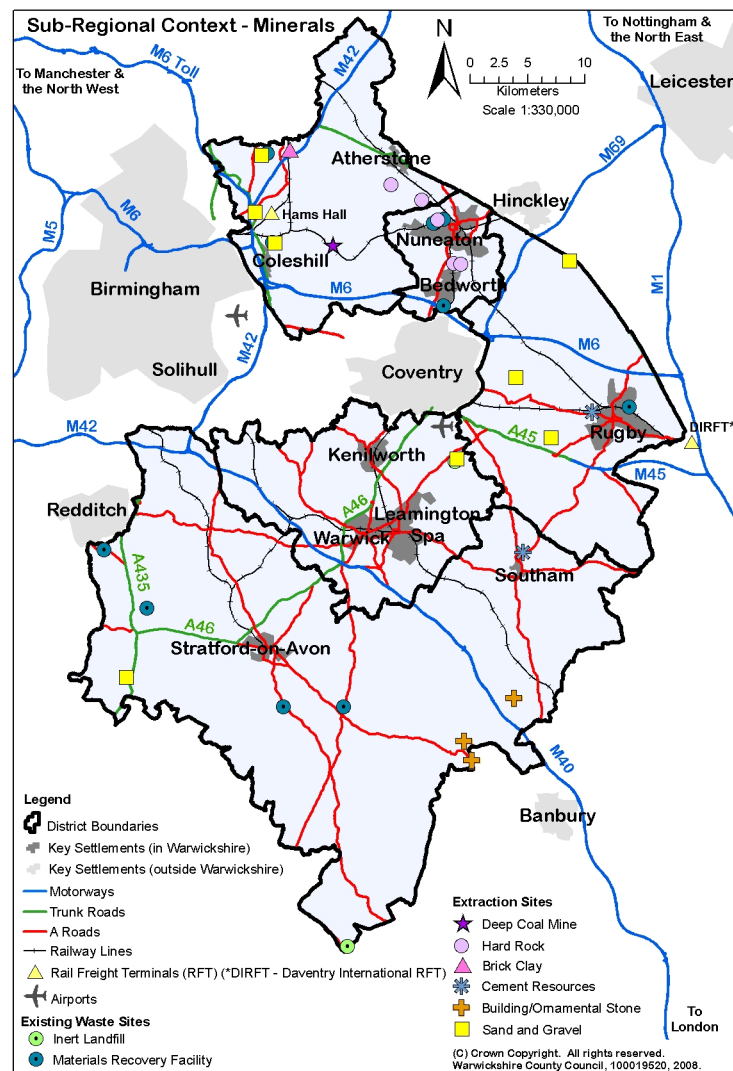 Sub-Regional Context - Minerals
To Nottingham &
the North East
M6 Toll
M42
N
0 2.5 5 10
Kilometers
Scale 1:330,000
Leicester
To Manchester &
the North West
M69
Atherstone
Hinckley
M5
M6
Hams Hall
Nuneaton
M1
Coleshill
Birmingham
M6
Bedworth
M42
M6
Solihull
Coventry
M42
Rugby
DIRFT*
A45
M45
Kenilworth
Redditch
A46
Leamington
Spa
Warwick
A435
Southam
A46
Stratford-on-Avon
M40
Banbury
To
London
Legend
District Boundaries
Key Settlements (in Warwickshire)
Key Settlements (outside Warwickshire)
Motorways
Trunk Roads
A Roads
Railway Lines
Rail Freight Terminals (RFT) (*DIRFT - Daventry International RFT)
Airports
Existing Waste Sites
Inert Landfill
Materials Recovery Facility
Extraction Sites
Deep Coal Mine
Hard Rock
Brick Clay
Cement Resources
Building/Ornamental Stone
Sand and Gravel
(C) Crown Copyright. All rights reserved.
Warwickshire County Council, 100019520, 2008.